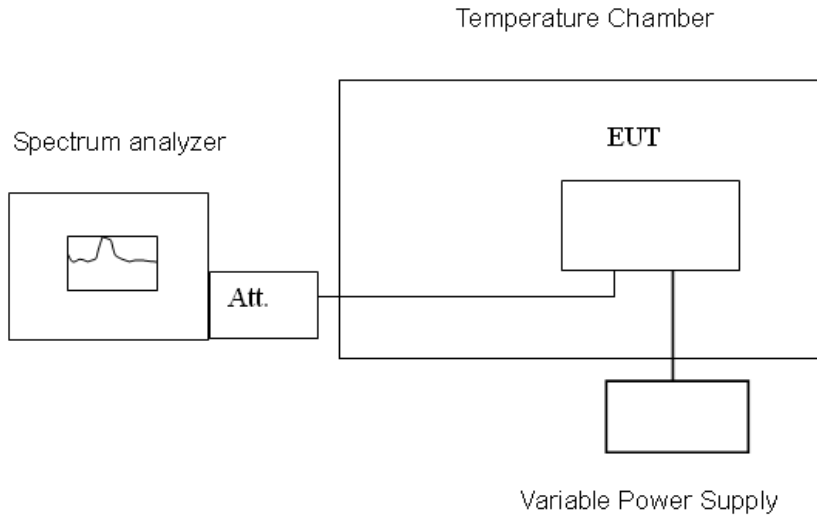 Temperature Chamber
Spectrum analyzer
EUT
Att.
Variable Power Supply